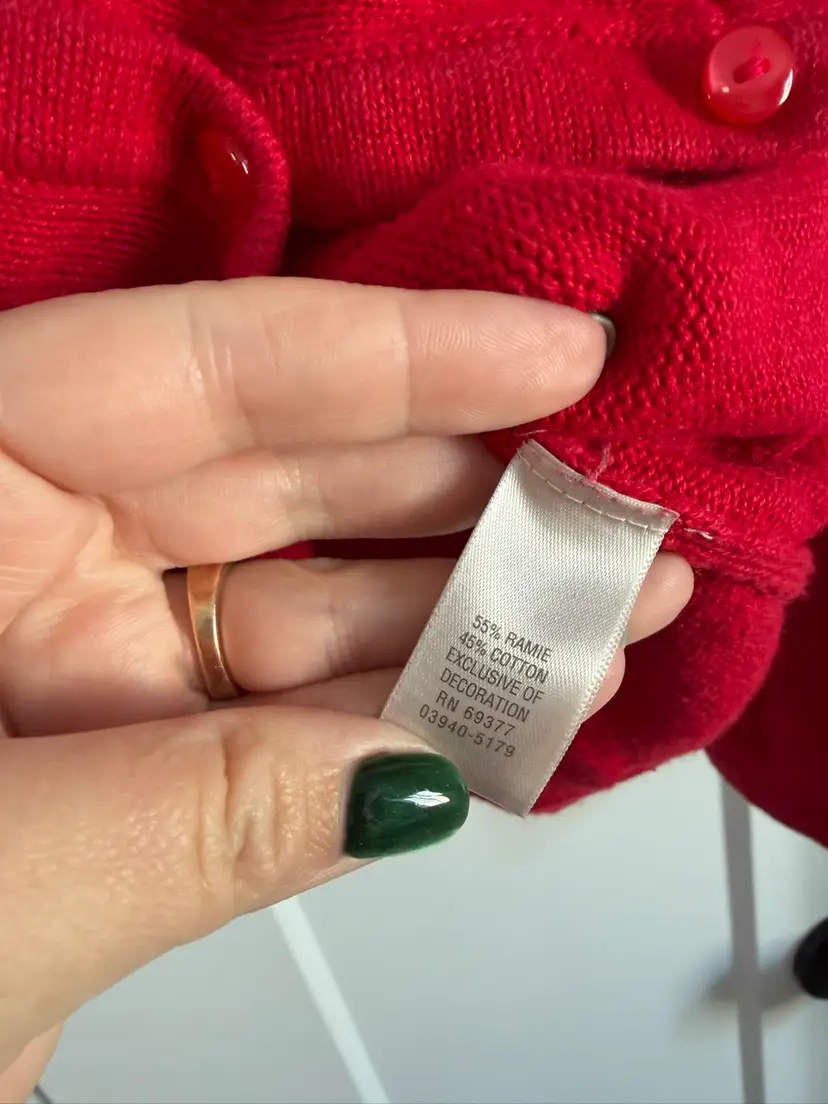 55% RAMIE
45% COTTON
EXCLUSIVE OF
DECORATION
RN 69377
03940-5179